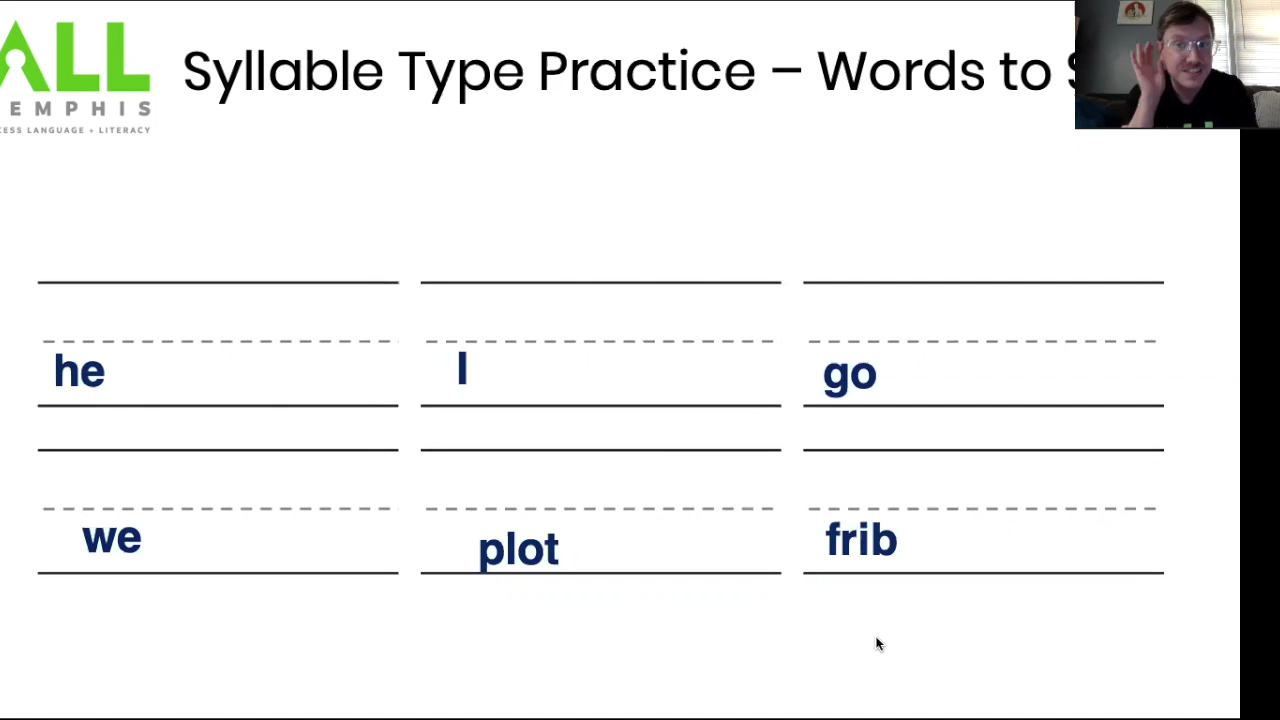 ALL
EMPHIS
CESS LANGUAGE + LITERACY
Syllable Type Practice – Words to
he I go
we plot frib